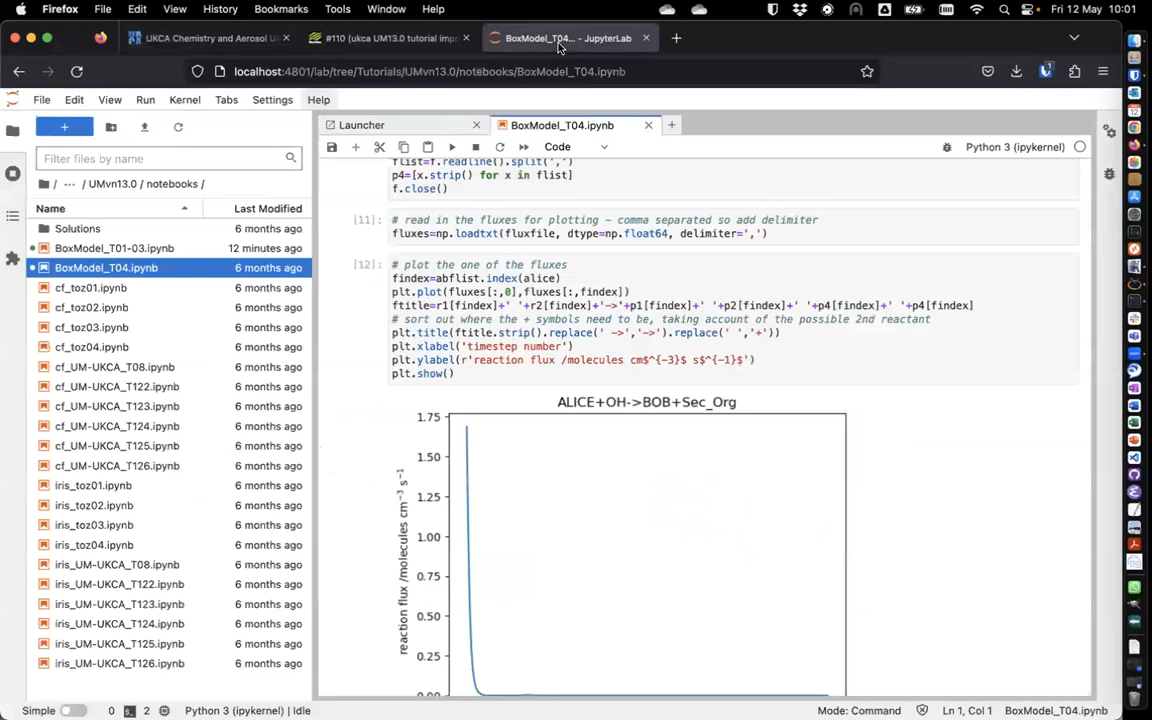 Firefox File Edit View History Bookmarks Tools Window Help Fri 12 May 10:01
UKCA Chemistry and Aerosol U #110 (ukca UM13.0 tutorial impr BoxModel_T04... - JupyterLab
localhost:4801/lab/tree/Tutorials/UMvn13.0/notebooks/BoxModel_T04.ipynb
File Edit View Run Kernel Tabs Settings Help
Launcher BoxModel_T04.ipynb
Code Python 3 (ipykernel)
Filter files by name
/ ... / UMvn13.0 / notebooks /
Name Last Modified
Solutions 6 months ago
BoxModel_T01-03.ipynb 12 minutes ago
BoxModel_T04.ipynb 6 months ago
cf_toz01.ipynb 6 months ago
cf_toz02.ipynb 6 months ago
cf_toz03.ipynb 6 months ago
cf_toz04.ipynb 6 months ago
cf_UM-UKCA_T08.ipynb 6 months ago
cf_UM-UKCA_T122.ipynb 6 months ago
cf_UM-UKCA_T123.ipynb 6 months ago
cf_UM-UKCA_T124.ipynb 6 months ago
cf_UM-UKCA_T125.ipynb 6 months ago
cf_UM-UKCA_T126.ipynb 6 months ago
iris_toz01.ipynb 6 months ago
iris_toz02.ipynb 6 months ago
iris_toz03.ipynb 6 months ago
iris_toz04.ipynb 6 months ago
iris_UM-UKCA_T08.ipynb 6 months ago
iris_UM-UKCA_T122.ipynb 6 months ago
iris_UM-UKCA_T123.ipynb 6 months ago
iris_UM-UKCA_T124.ipynb 6 months ago
iris_UM-UKCA_T125.ipynb 6 months ago
iris_UM-UKCA_T126.ipynb 6 months ago
flist=f.readline().split(',')
p4=[x.strip() for x in flist]
f.close()
[11]: # read in the fluxes for plotting - comma separated so add delimiter
fluxes=np.loadtxt(fluxfile, dtype=np.float64, delimiter=',')
[12]: # plot the one of the fluxes
findex=abflist.index(alice)
plt.plot(fluxes[:,0],fluxes[:,findex])
ftitle=r1[findex]+' '+r2[findex]+'->'+p1[findex]+' '+p2[findex]+' '+p4[findex]+' '+p4[findex]
# sort out where the + symbols need to be, taking account of the possible 2nd reactant
plt.title(ftitle.strip().replace(' ->','->').replace(' ','+'))
plt.xlabel('timestep number')
plt.ylabel(r'reaction flux /molecules cm$^{-3}$ s$^{-1}$')
plt.show()
ALICE+OH->BOB+Sec_Org
1.75
1.50
1.25
1.00
0.75
0.50
0.25
0.00
reaction flux /molecules cm⁻³ s⁻¹
Simple 0 2 Python 3 (ipykernel) | Idle Mode: Command Ln 1, Col 1 BoxModel_T04.ipynb